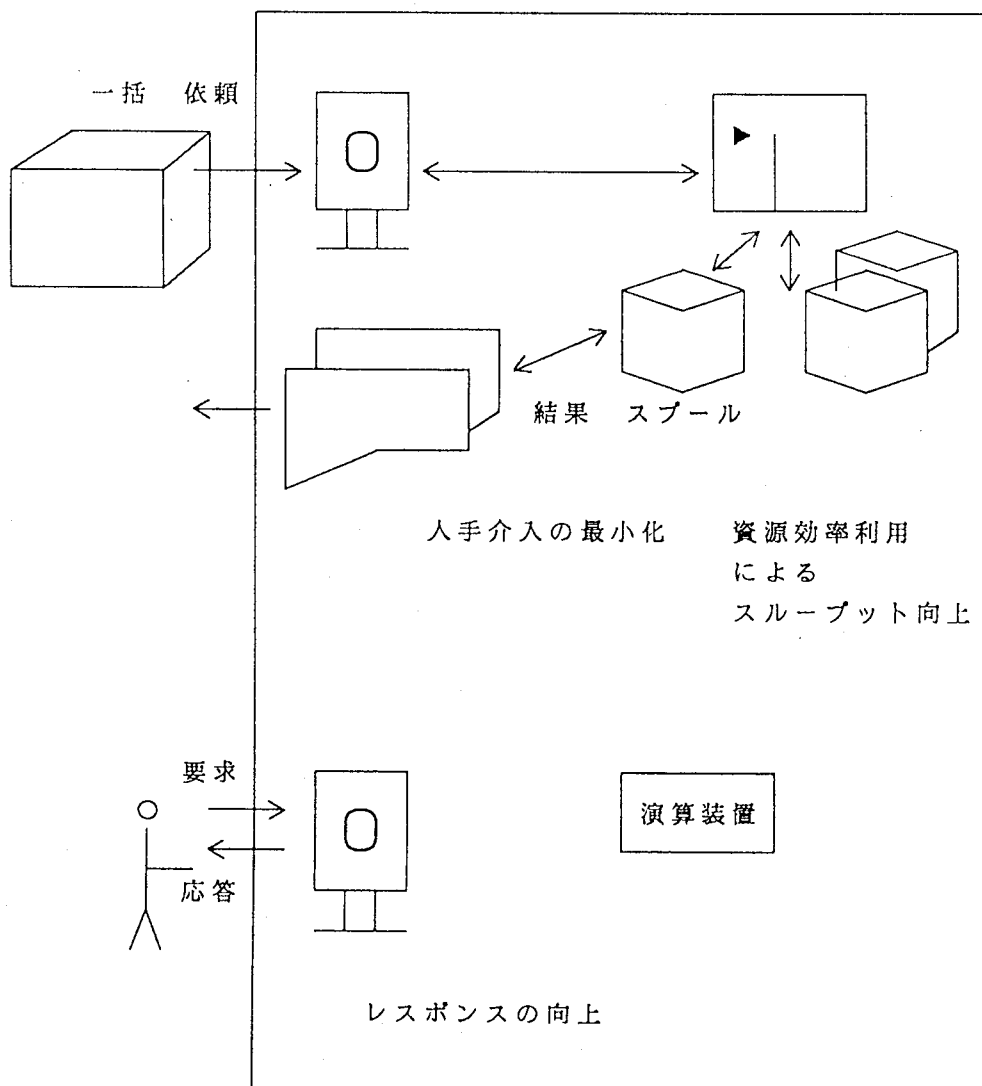 一括 依頼
結果 スプール
人手介入の最小化
資源効率利用
による
スループット向上
要求
応答
演算装置
レスポンスの向上